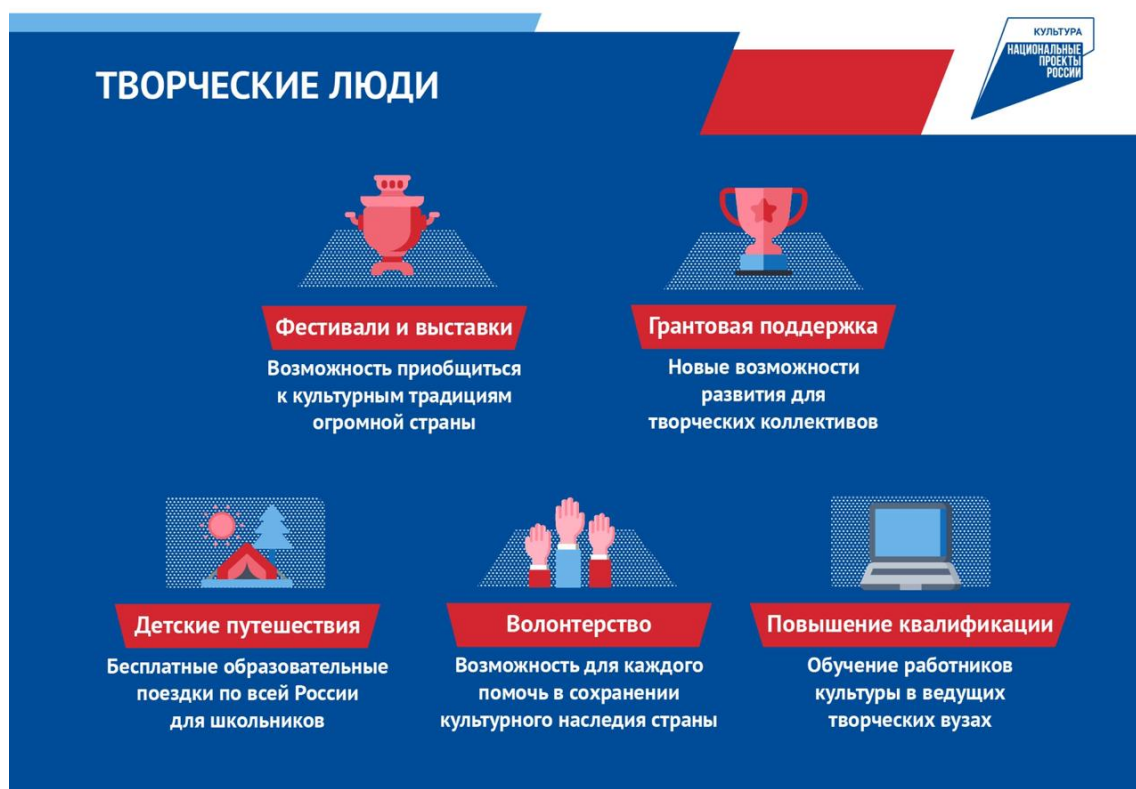 КУЛЬТУРА
НАЦИОНАЛЬНЫЕ
ПРОЕКТЫ
РОССИИ
ТВОРЧЕСКИЕ ЛЮДИ
Фестивали и выставки
Возможность приобщиться
к культурным традициям
огромной страны
Грантовая поддержка
Новые возможности
развития для
творческих коллективов
Детские путешествия
Бесплатные образовательные
поездки по всей России
для школьников
Волонтерство
Возможность для каждого
помочь в сохранении
культурного наследия страны
Повышение квалификации
Обучение работников
культуры в ведущих
творческих вузах